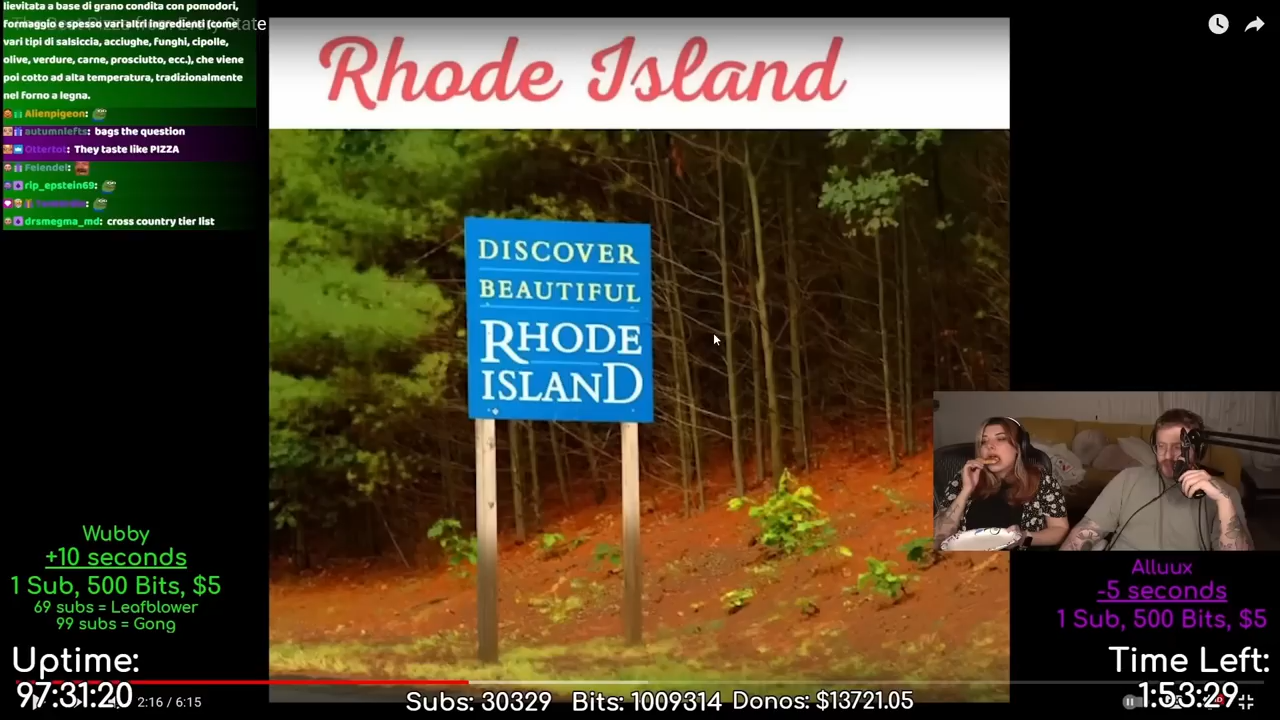 lievitata a base di grano condita con pomodori,
formaggio e spesso vari altri ingredienti (come
vari tipi di salsiccia, acciughe, funghi, cipolle,
olive, verdure, carne, prosciutto, ecc.), che viene
poi cotto ad alta temperatura, tradizionalmente
nel forno a legna.
Alienpigeon:
autumnlefts: bags the question
Ottertot: They taste like PIZZA
Felendel:
rip_epstein69:
drsmegma_md: cross country tier list
Rhode Island
DISCOVER
BEAUTIFUL
RHODE
ISLAND
Wubby
+10 seconds
1 Sub, 500 Bits, $5
69 subs = Leafblower
99 subs = Gong
Alluux
-5 seconds
1 Sub, 500 Bits, $5
Uptime:
97:31:20
2:16 / 6:15
Subs: 30329 Bits: 1009314 Donos: $13721.05
Time Left:
1:53:29